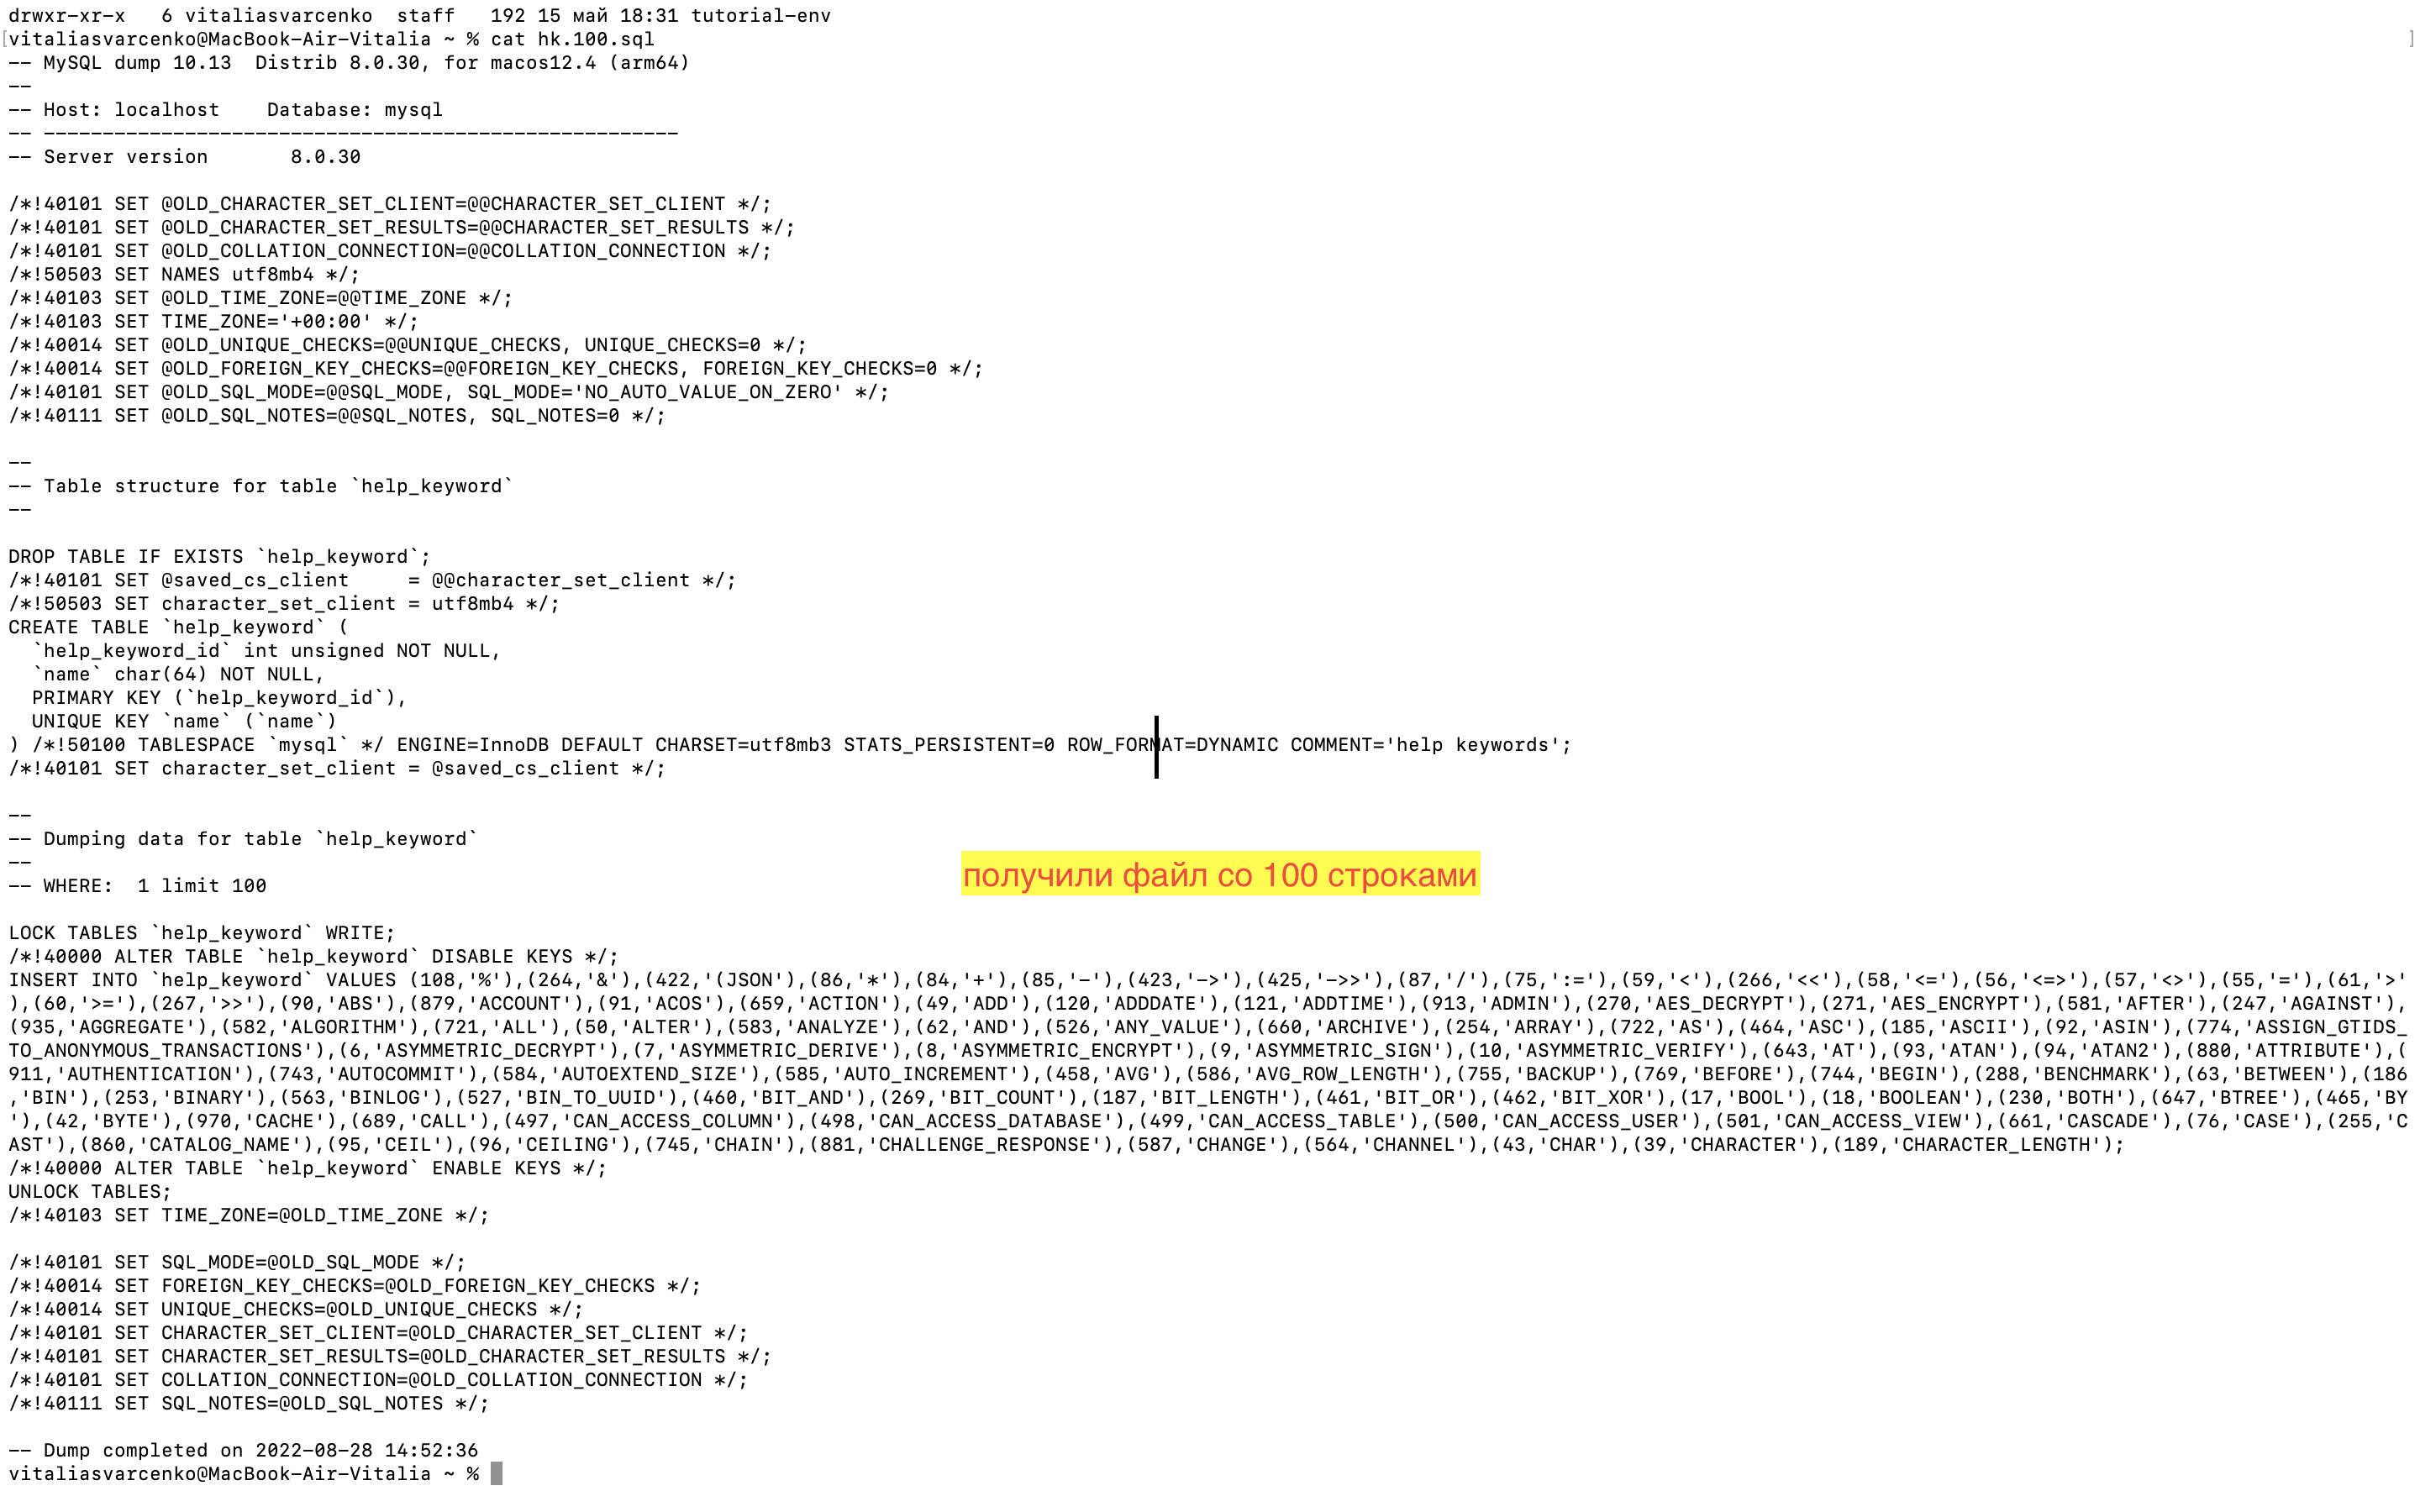 drwxr-xr-x   6 vitaliasvarcenko  staff   192 15 май 18:31 tutorial-env
[vitaliasvarcenko@MacBook-Air-Vitalia ~ % cat hk.100.sql ]
-- MySQL dump 10.13  Distrib 8.0.30, for macos12.4 (arm64)
--
-- Host: localhost    Database: mysql
-- ------------------------------------------------------
-- Server version       8.0.30

/*!40101 SET @OLD_CHARACTER_SET_CLIENT=@@CHARACTER_SET_CLIENT */;
/*!40101 SET @OLD_CHARACTER_SET_RESULTS=@@CHARACTER_SET_RESULTS */;
/*!40101 SET @OLD_COLLATION_CONNECTION=@@COLLATION_CONNECTION */;
/*!50503 SET NAMES utf8mb4 */;
/*!40103 SET @OLD_TIME_ZONE=@@TIME_ZONE */;
/*!40103 SET TIME_ZONE='+00:00' */;
/*!40014 SET @OLD_UNIQUE_CHECKS=@@UNIQUE_CHECKS, UNIQUE_CHECKS=0 */;
/*!40014 SET @OLD_FOREIGN_KEY_CHECKS=@@FOREIGN_KEY_CHECKS, FOREIGN_KEY_CHECKS=0 */;
/*!40101 SET @OLD_SQL_MODE=@@SQL_MODE, SQL_MODE='NO_AUTO_VALUE_ON_ZERO' */;
/*!40111 SET @OLD_SQL_NOTES=@@SQL_NOTES, SQL_NOTES=0 */;

--
-- Table structure for table `help_keyword`
--

DROP TABLE IF EXISTS `help_keyword`;
/*!40101 SET @saved_cs_client     = @@character_set_client */;
/*!50503 SET character_set_client = utf8mb4 */;
CREATE TABLE `help_keyword` (
  `help_keyword_id` int unsigned NOT NULL,
  `name` char(64) NOT NULL,
  PRIMARY KEY (`help_keyword_id`),
  UNIQUE KEY `name` (`name`)
) /*!50100 TABLESPACE `mysql` */ ENGINE=InnoDB DEFAULT CHARSET=utf8mb3 STATS_PERSISTENT=0 ROW_FORMAT=DYNAMIC COMMENT='help keywords';
/*!40101 SET character_set_client = @saved_cs_client */;

--
-- Dumping data for table `help_keyword`
--
получили файл со 100 строками
-- WHERE:  1 limit 100

LOCK TABLES `help_keyword` WRITE;
/*!40000 ALTER TABLE `help_keyword` DISABLE KEYS */;
INSERT INTO `help_keyword` VALUES (108,'%'),(264,'&'),(422,'(JSON'),(86,'*'),(84,'+'),(85,'-'),(423,'->'),(425,'->>'),(87,'/'),(75,':='),(59,'<'),(266,'<<'),(58,'<='),(56,'<=>'),(57,'<>'),(55,'='),(61,'>'
),(60,'>='),(267,'>>'),(90,'ABS'),(879,'ACCOUNT'),(91,'ACOS'),(659,'ACTION'),(49,'ADD'),(120,'ADDDATE'),(121,'ADDTIME'),(913,'ADMIN'),(270,'AES_DECRYPT'),(271,'AES_ENCRYPT'),(581,'AFTER'),(247,'AGAINST'),
(935,'AGGREGATE'),(582,'ALGORITHM'),(721,'ALL'),(50,'ALTER'),(583,'ANALYZE'),(62,'AND'),(526,'ANY_VALUE'),(660,'ARCHIVE'),(254,'ARRAY'),(722,'AS'),(464,'ASC'),(185,'ASCII'),(92,'ASIN'),(774,'ASSIGN_GTIDS_
TO_ANONYMOUS_TRANSACTIONS'),(6,'ASYMMETRIC_DECRYPT'),(7,'ASYMMETRIC_DERIVE'),(8,'ASYMMETRIC_ENCRYPT'),(9,'ASYMMETRIC_SIGN'),(10,'ASYMMETRIC_VERIFY'),(643,'AT'),(93,'ATAN'),(94,'ATAN2'),(880,'ATTRIBUTE'),(
911,'AUTHENTICATION'),(743,'AUTOCOMMIT'),(584,'AUTOEXTEND_SIZE'),(585,'AUTO_INCREMENT'),(458,'AVG'),(586,'AVG_ROW_LENGTH'),(755,'BACKUP'),(769,'BEFORE'),(744,'BEGIN'),(288,'BENCHMARK'),(63,'BETWEEN'),(186
,'BIN'),(253,'BINARY'),(563,'BINLOG'),(527,'BIN_TO_UUID'),(460,'BIT_AND'),(269,'BIT_COUNT'),(187,'BIT_LENGTH'),(461,'BIT_OR'),(462,'BIT_XOR'),(17,'BOOL'),(18,'BOOLEAN'),(230,'BOTH'),(647,'BTREE'),(465,'BY
'),(42,'BYTE'),(970,'CACHE'),(689,'CALL'),(497,'CAN_ACCESS_COLUMN'),(498,'CAN_ACCESS_DATABASE'),(499,'CAN_ACCESS_TABLE'),(500,'CAN_ACCESS_USER'),(501,'CAN_ACCESS_VIEW'),(661,'CASCADE'),(76,'CASE'),(255,'C
AST'),(860,'CATALOG_NAME'),(95,'CEIL'),(96,'CEILING'),(745,'CHAIN'),(881,'CHALLENGE_RESPONSE'),(587,'CHANGE'),(564,'CHANNEL'),(43,'CHAR'),(39,'CHARACTER'),(189,'CHARACTER_LENGTH');
/*!40000 ALTER TABLE `help_keyword` ENABLE KEYS */;
UNLOCK TABLES;
/*!40103 SET TIME_ZONE=@OLD_TIME_ZONE */;

/*!40101 SET SQL_MODE=@OLD_SQL_MODE */;
/*!40014 SET FOREIGN_KEY_CHECKS=@OLD_FOREIGN_KEY_CHECKS */;
/*!40014 SET UNIQUE_CHECKS=@OLD_UNIQUE_CHECKS */;
/*!40101 SET CHARACTER_SET_CLIENT=@OLD_CHARACTER_SET_CLIENT */;
/*!40101 SET CHARACTER_SET_RESULTS=@OLD_CHARACTER_SET_RESULTS */;
/*!40101 SET COLLATION_CONNECTION=@OLD_COLLATION_CONNECTION */;
/*!40111 SET SQL_NOTES=@OLD_SQL_NOTES */;

-- Dump completed on 2022-08-28 14:52:36
vitaliasvarcenko@MacBook-Air-Vitalia ~ %